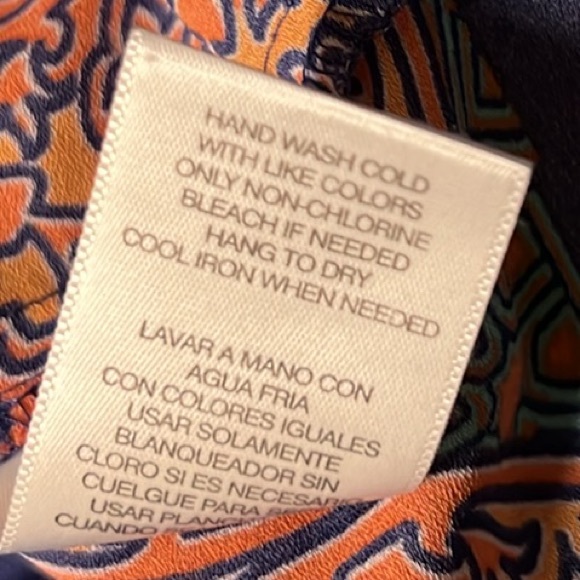 HAND WASH COLD
WITH LIKE COLORS
ONLY NON-CHLORINE
BLEACH IF NEEDED
HANG TO DRY
COOL IRON WHEN NEEDED
LAVAR A MANO CON
AGUA FRIA
CON COLORES IGUALES
USAR SOLAMENTE
BLANQUEADOR SIN
CLORO SI ES NECESARIO
CUELGUE PARA
USAR
CUANDO